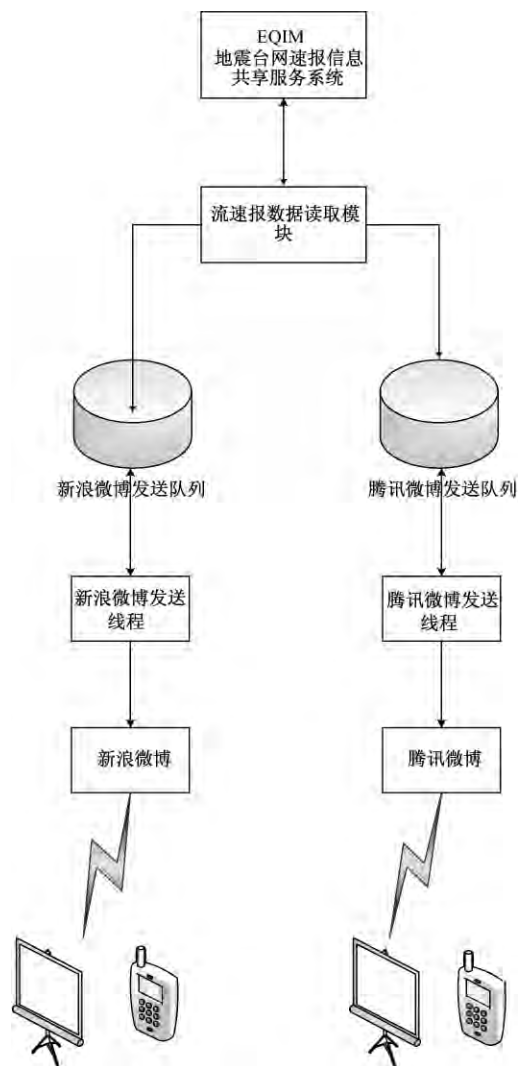 EQIM
地震台网速报信息
共享服务系统
流速报数据读取模
块
新浪微博发送队列
腾讯微博发送队列
新浪微博发送
线程
腾讯微博发送
线程
新浪微博
腾讯微博